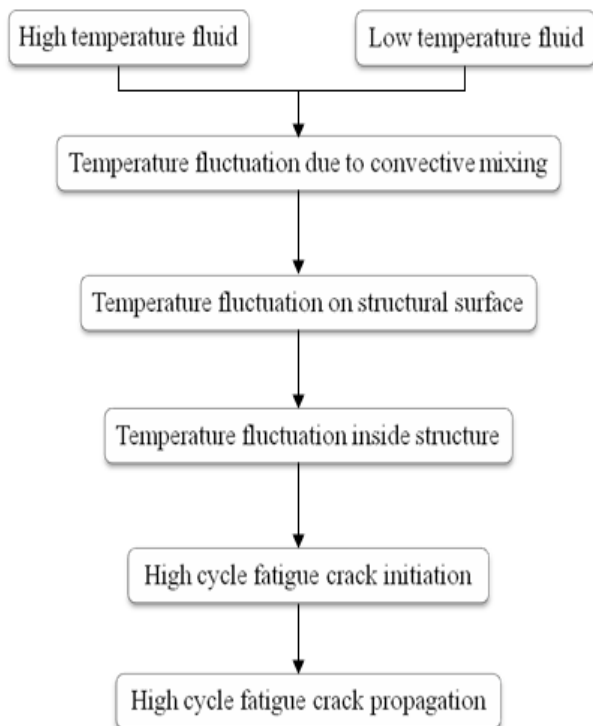 High temperature fluid
Low temperature fluid
Temperature fluctuation due to convective mixing
Temperature fluctuation on structural surface
Temperature fluctuation inside structure
High cycle fatigue crack initiation
High cycle fatigue crack propagation